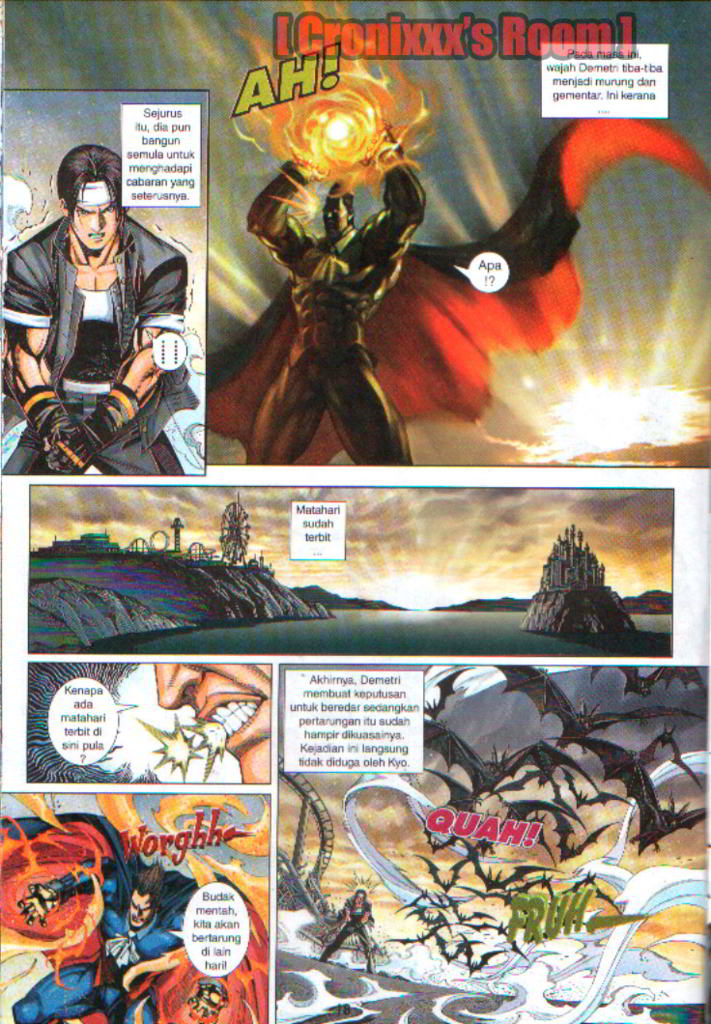 [ Cronixxx's Room ]
AH!
Pada masa ini,
wajah Demetri tiba-tiba
menjadi murung dan
gementar. Ini kerana
....
Sejurus
itu, dia pun
bangun
semula untuk
menghadapi
cabaran yang
seterusnya.
Apa
!?
Matahari
sudah
terbit
...
Kenapa
ada
matahari
terbit di
sini pula
?
Akhirnya, Demetri
membuat keputusan
untuk beredar sedangkan
pertarungan itu sudah
hampir dikuasainya.
Kejadian ini langsung
tidak diduga oleh Kyo.
QUAH!
Worghh
Budak
mentah,
kita akan
bertarung
di lain
hari!
FRUH
18